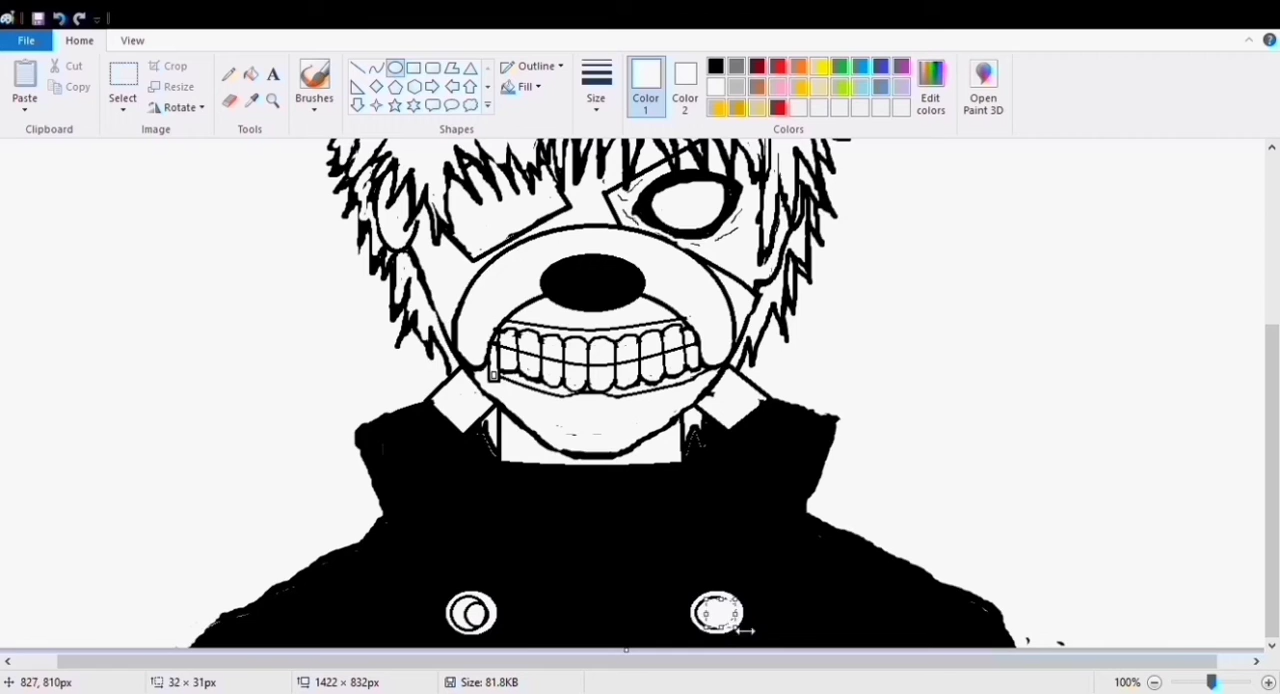 File Home View
Paste Cut Copy
Clipboard
Select Crop Resize Rotate
Image
A
Tools
Brushes
Outline Fill
Shapes
Size
Color 1
Color 2
Edit colors
Colors
Open Paint 3D
827, 810px 32 × 31px 1422 × 832px Size: 81.8KB 100%